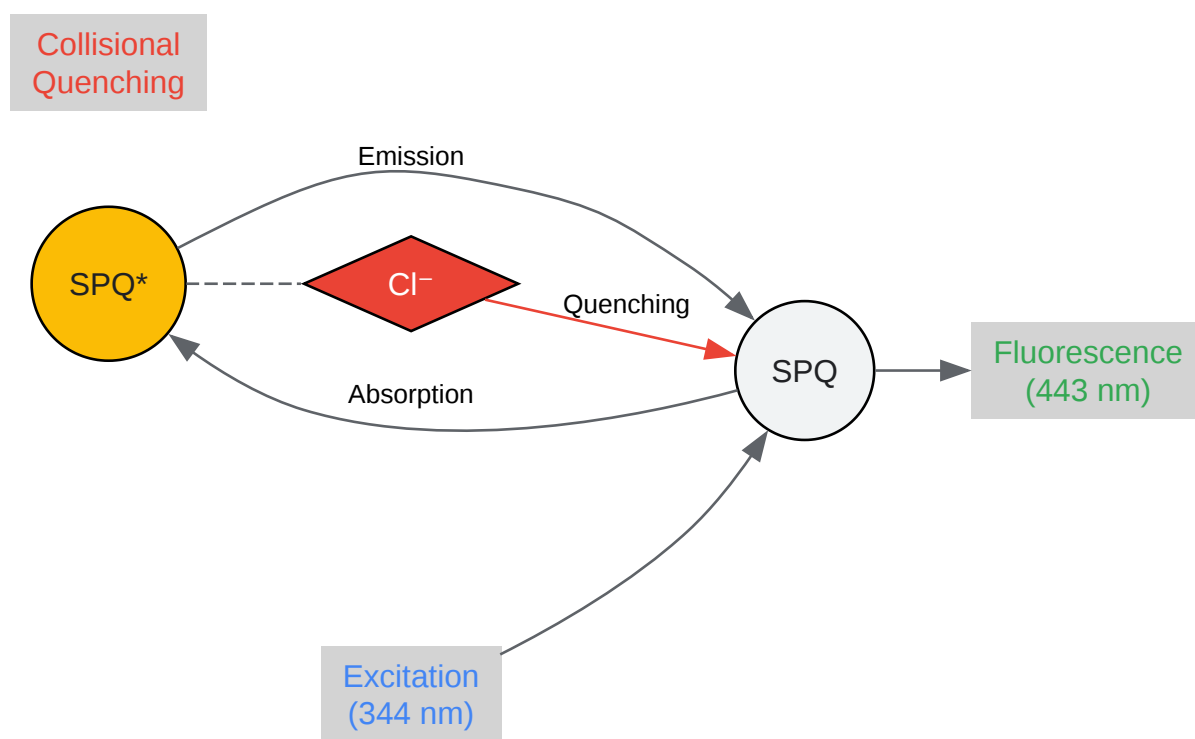 Collisional
Quenching
Emission
SPQ*
Cl⁻
Quenching
SPQ
Fluorescence
(443 nm)
Absorption
Excitation
(344 nm)